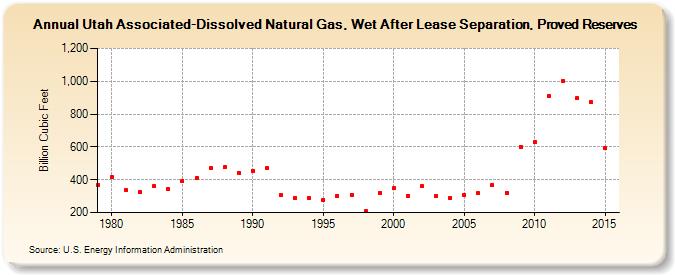 Annual Utah Associated-Dissolved Natural Gas, Wet After Lease Separation, Proved Reserves
Billion Cubic Feet
1,200
1,000
800
600
400
200
1980 1985 1990 1995 2000 2005 2010 2015
Source: U.S. Energy Information Administration